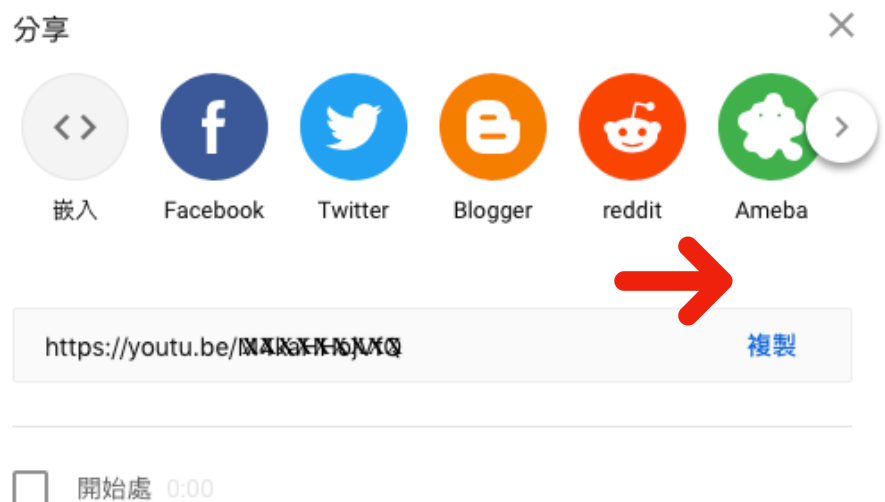 分享
嵌入 Facebook Twitter Blogger reddit Ameba
https://youtu.be/
複製
開始處 0:00